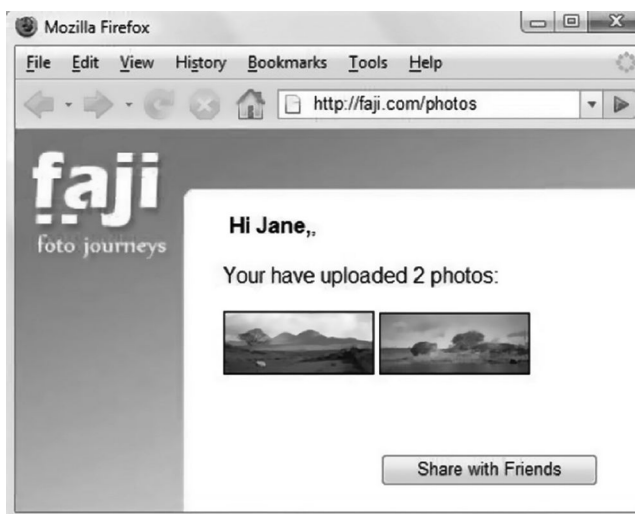 Mozilla Firefox
File Edit View History Bookmarks Tools Help
http://faji.com/photos
faji
foto journeys
Hi Jane,,
Your have uploaded 2 photos:
Share with Friends